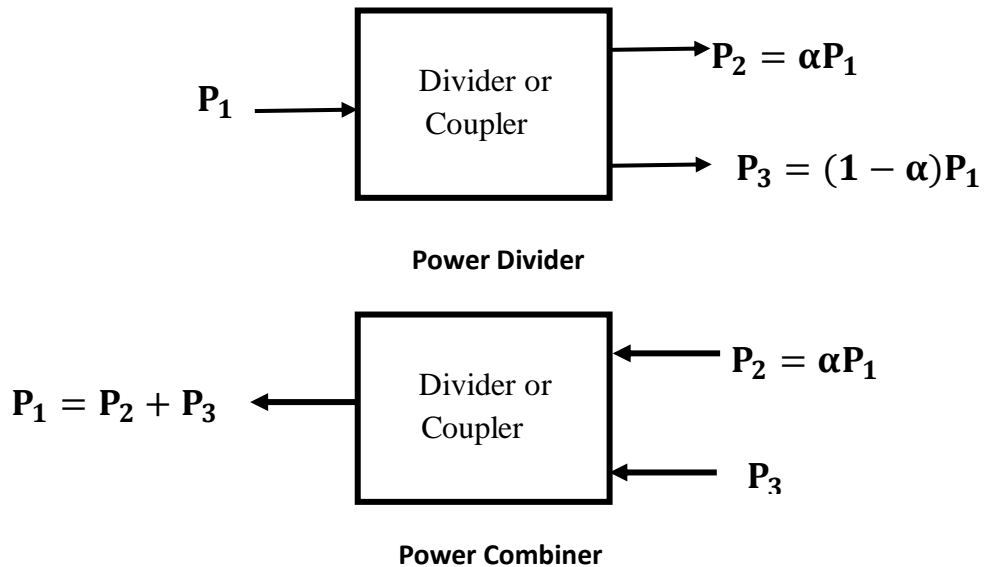 P₂ = αP₁
Divider or
P₁
Coupler
P₃ = (1 − α)P₁
Power Divider
P₂ = αP₁
Divider or
P₁ = P₂ + P₃
Coupler
P₃
Power Combiner